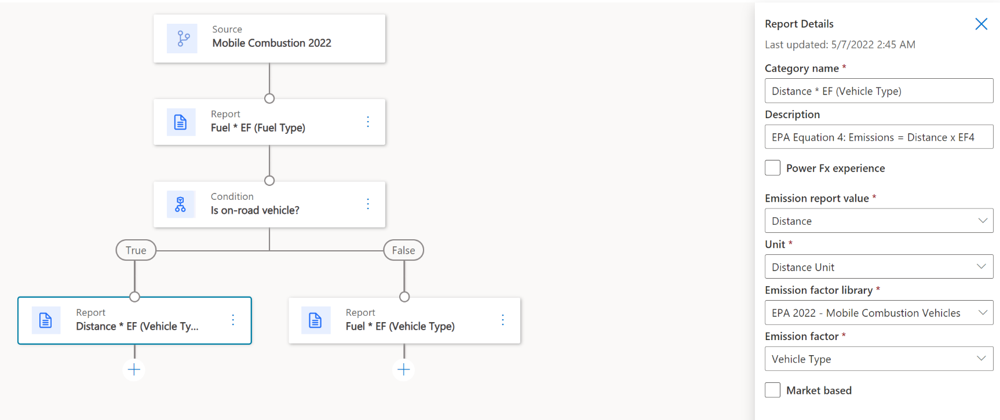 Source
Mobile Combustion 2022
Report
Fuel * EF (Fuel Type)
Condition
Is on-road vehicle?
True
False
Report
Distance * EF (Vehicle Ty...
Report
Fuel * EF (Vehicle Type)
Report Details
Last updated: 5/7/2022 2:45 AM
Category name *
Distance * EF (Vehicle Type)
Description
EPA Equation 4: Emissions = Distance x EF4
Power Fx experience
Emission report value *
Distance
Unit *
Distance Unit
Emission factor library *
EPA 2022 - Mobile Combustion Vehicles
Emission factor *
Vehicle Type
Market based